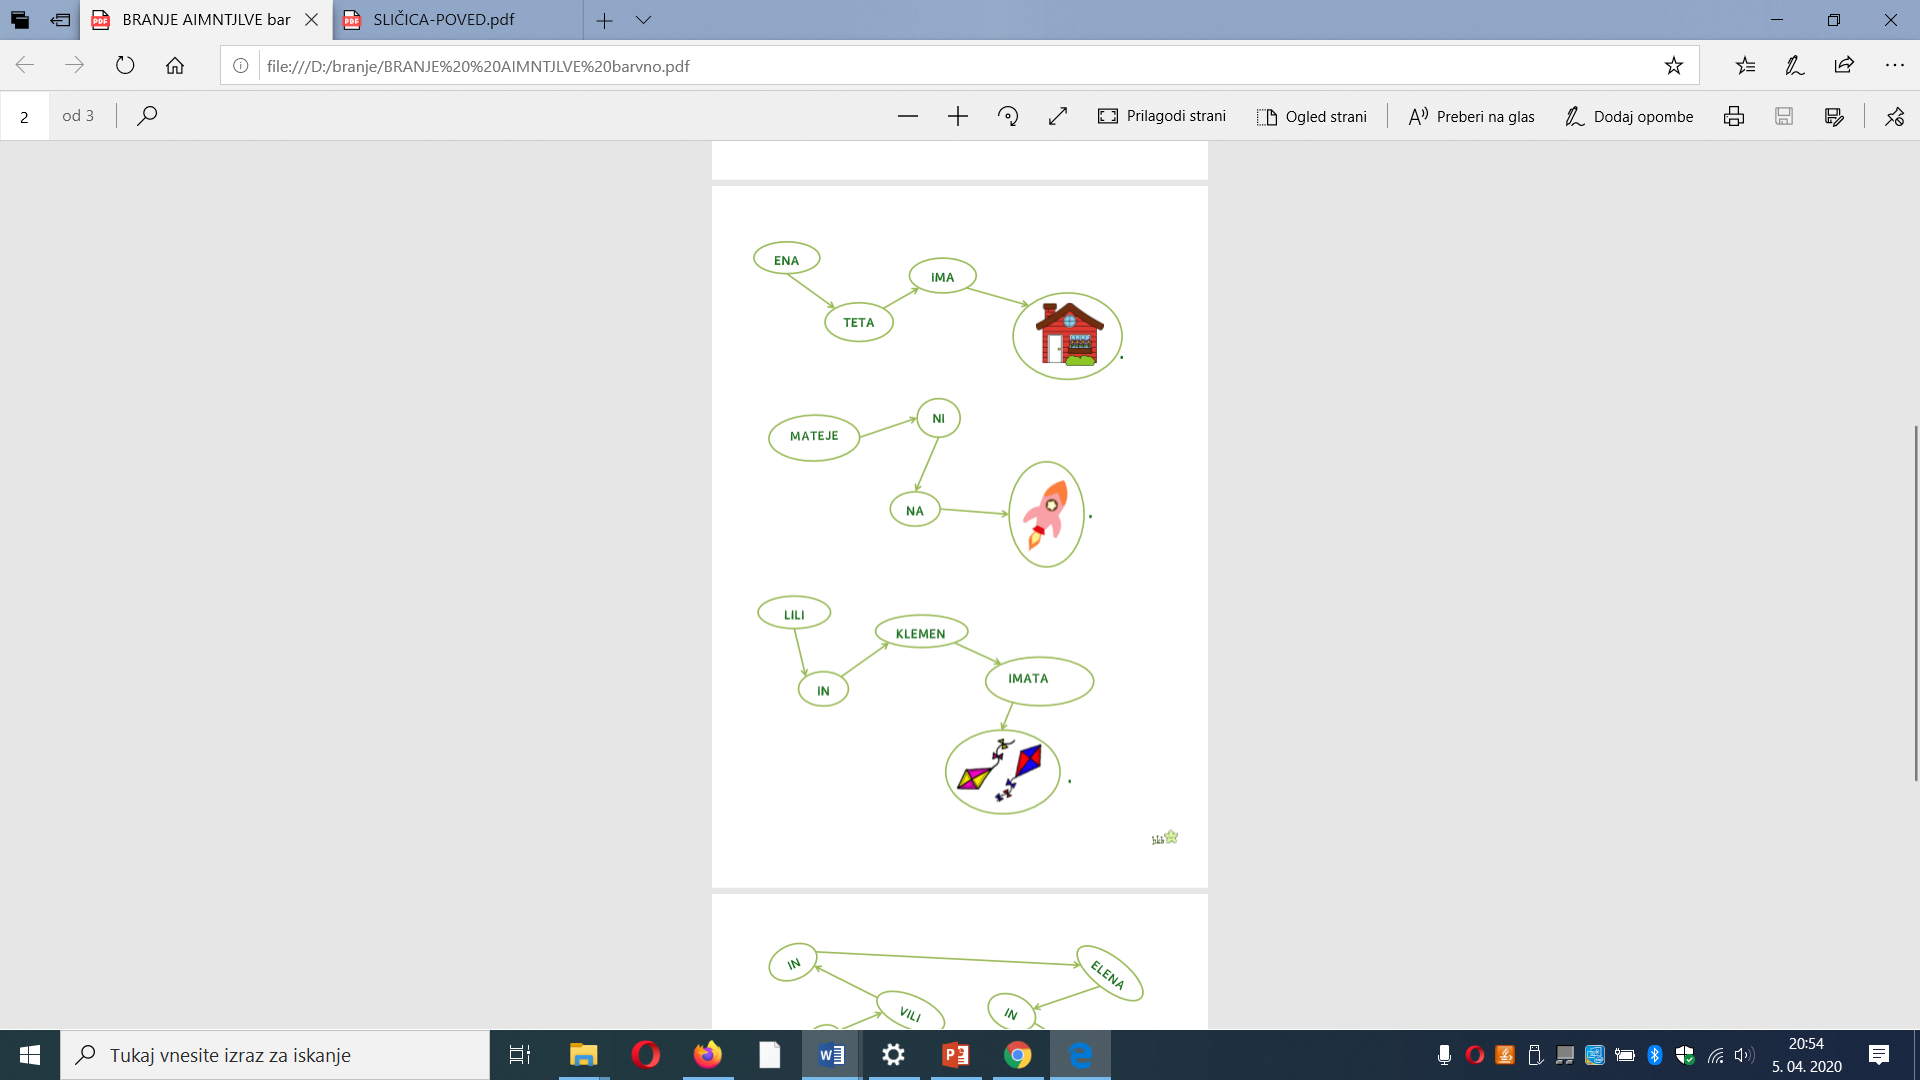 BRANJE AIMNTJLVE bar
SLIČICA-POVED.pdf
file:///D:/branje/BRANJE%20%20AIMNTJLVE%20barvno.pdf
2 od 3
Prilagodi strani
Ogled strani
Preberi na glas
Dodaj opombe
ENA
TETA
IMA
.
MATEJE
NI
NA
.
LILI
IN
KLEMEN
IMATA
.
hkb
IN
ELENA
VILI
IN
Tukaj vnesite izraz za iskanje
20:54
5. 04. 2020